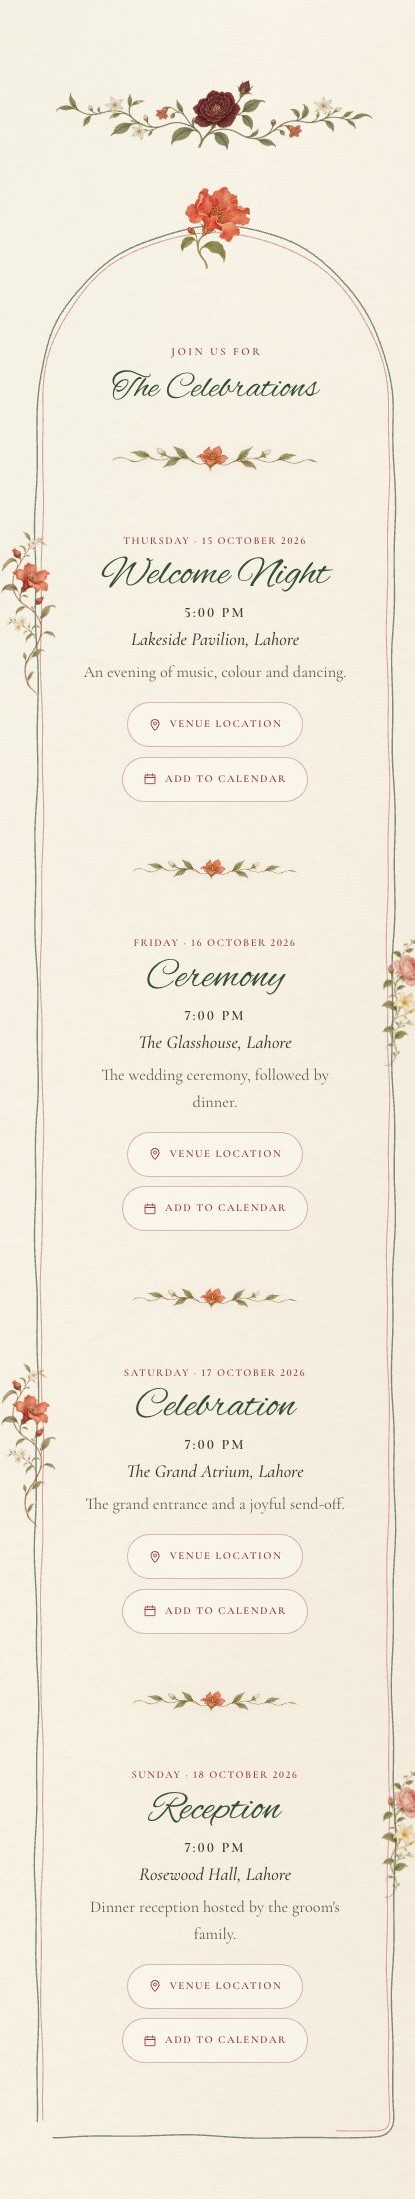 JOIN US FOR
The Celebrations
THURSDAY · 15 OCTOBER 2026
Welcome Night
5:00 PM
Lakeside Pavilion, Lahore
An evening of music, colour and dancing.
VENUE LOCATION
ADD TO CALENDAR
FRIDAY · 16 OCTOBER 2026
Ceremony
7:00 PM
The Glasshouse, Lahore
The wedding ceremony, followed by
dinner.
VENUE LOCATION
ADD TO CALENDAR
SATURDAY · 17 OCTOBER 2026
Celebration
7:00 PM
The Grand Atrium, Lahore
The grand entrance and a joyful send-off.
VENUE LOCATION
ADD TO CALENDAR
SUNDAY · 18 OCTOBER 2026
Reception
7:00 PM
Rosewood Hall, Lahore
Dinner reception hosted by the groom's
family.
VENUE LOCATION
ADD TO CALENDAR